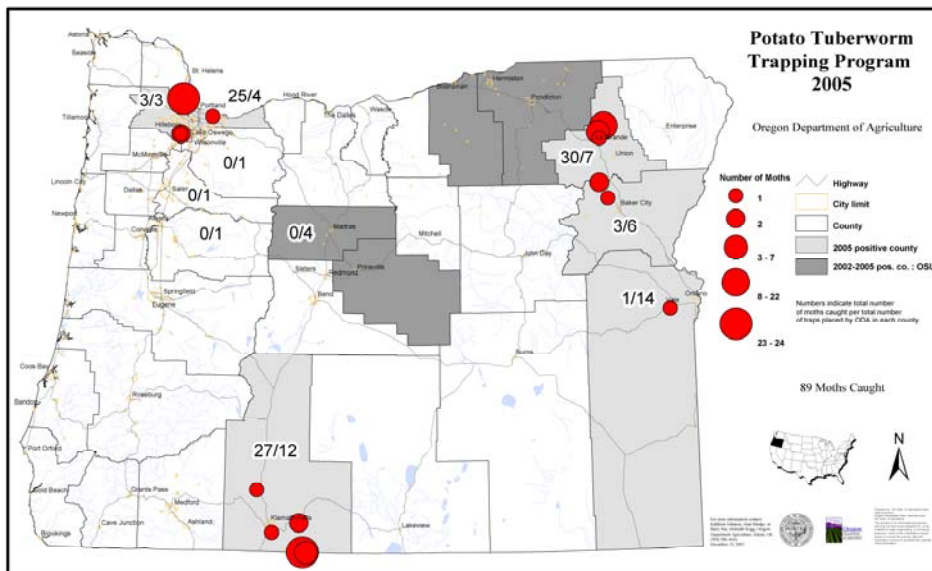 Potato Tuberworm
Trapping Program
2005
Oregon Department of Agriculture
Number of Moths
1
2
3 - 7
8 - 22
23 - 24
Highway
City limit
County
2005 positive county
2002-2005 pos. co. : OSU
Numbers indicate total number
of moths caught per total number
of traps placed by ODA in each county
89 Moths Caught
N
Astoria
Seaside
St. Helens
3/3
25/4
Portland
Hood River
Tillamook
Hillsboro
Lake Oswego
Wilsonville
McMinnville
0/1
The Dalles
Wasco
Boardman
Hermiston
Pendleton
Enterprise
Union
30/7
Lincoln City
Dallas
Salem
0/1
Baker City
3/6
Newport
Corvallis
0/1
0/4
Madras
Mitchell
John Day
Sisters
Redmond
Prineville
Bend
Springfield
Eugene
1/14
Ontario
Vale
Burns
Coos Bay
Bandon
Roseburg
Port Orford
27/12
Gold Beach
Grants Pass
Medford
Klamath Falls
Brookings
Cave Junction
Ashland
Lakeview